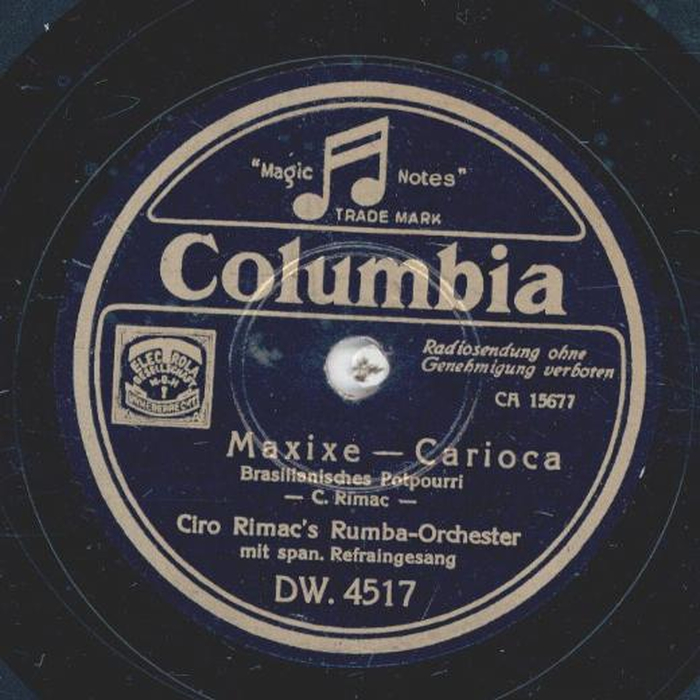 "Magic Notes"
TRADE MARK
Columbia
ELECTROLA
GESELLSCHAFT
M·B·H
URHEBERRECHT
Radiosendung ohne
Genehmigung verboten
CA 15677
Maxixe — Carioca
Brasilianisches Potpourri
— C. Rimac —
Ciro Rimac's Rumba-Orchester
mit span. Refraingesang
DW. 4517